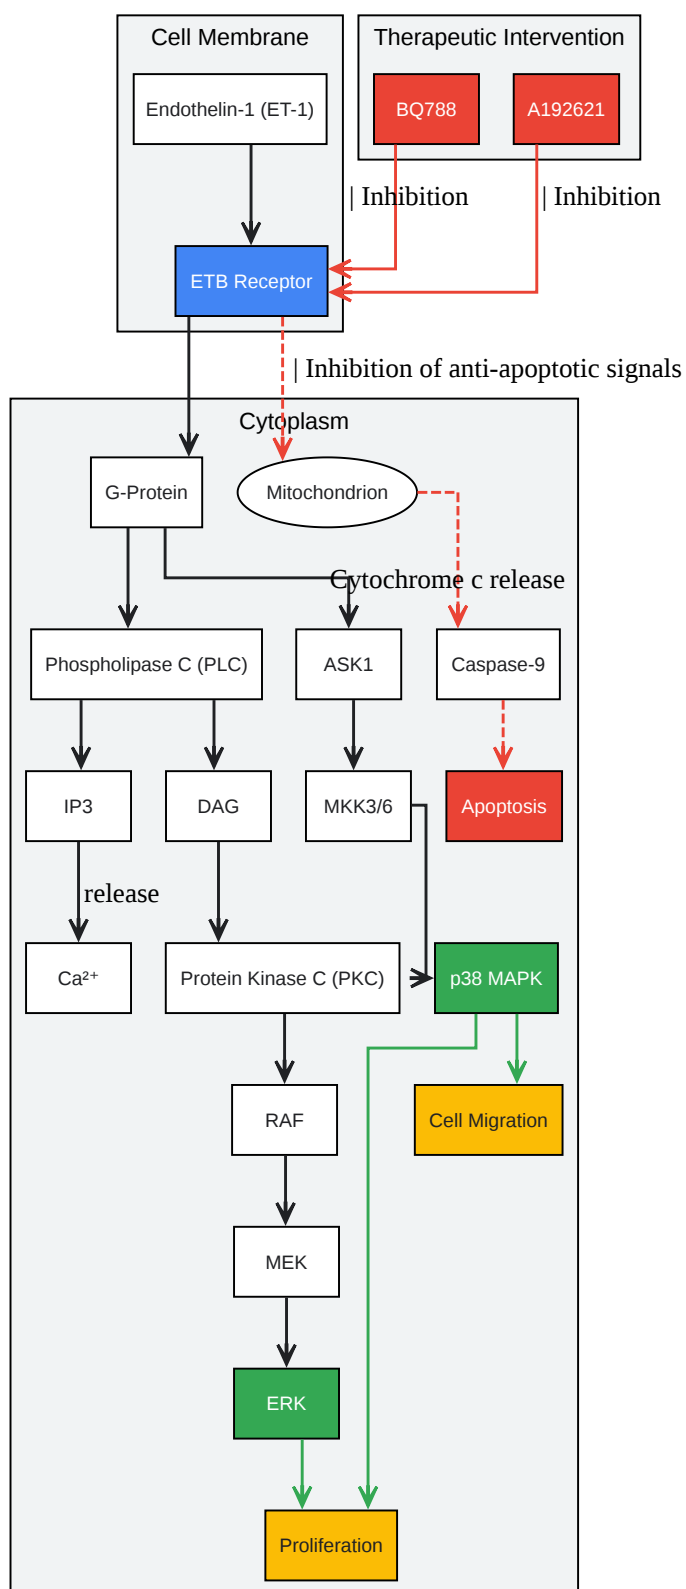 Cell Membrane
Therapeutic Intervention
Endothelin-1 (ET-1)
BQ788
A192621
| Inhibition
| Inhibition
ETB Receptor
| Inhibition of anti-apoptotic signals
Cytoplasm
G-Protein
Mitochondrion
Cytochrome c release
Phospholipase C (PLC)
ASK1
Caspase-9
IP3
DAG
MKK3/6
Apoptosis
release
Ca²⁺
Protein Kinase C (PKC)
p38 MAPK
RAF
Cell Migration
MEK
ERK
Proliferation